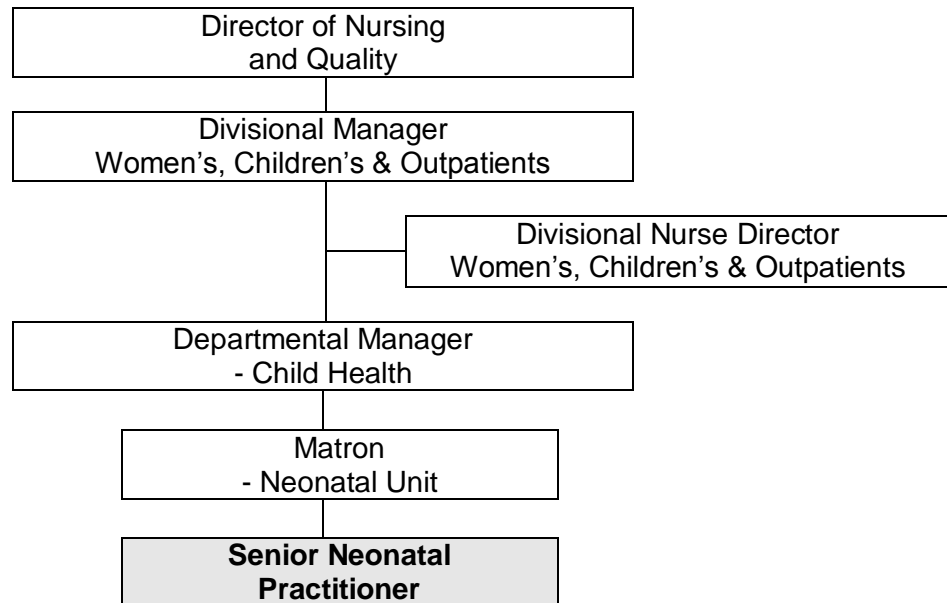 Director of Nursing
and Quality
Divisional Manager
Women’s, Children’s & Outpatients
Divisional Nurse Director
Women’s, Children’s & Outpatients
Departmental Manager
- Child Health
Matron
- Neonatal Unit
Senior Neonatal
Practitioner